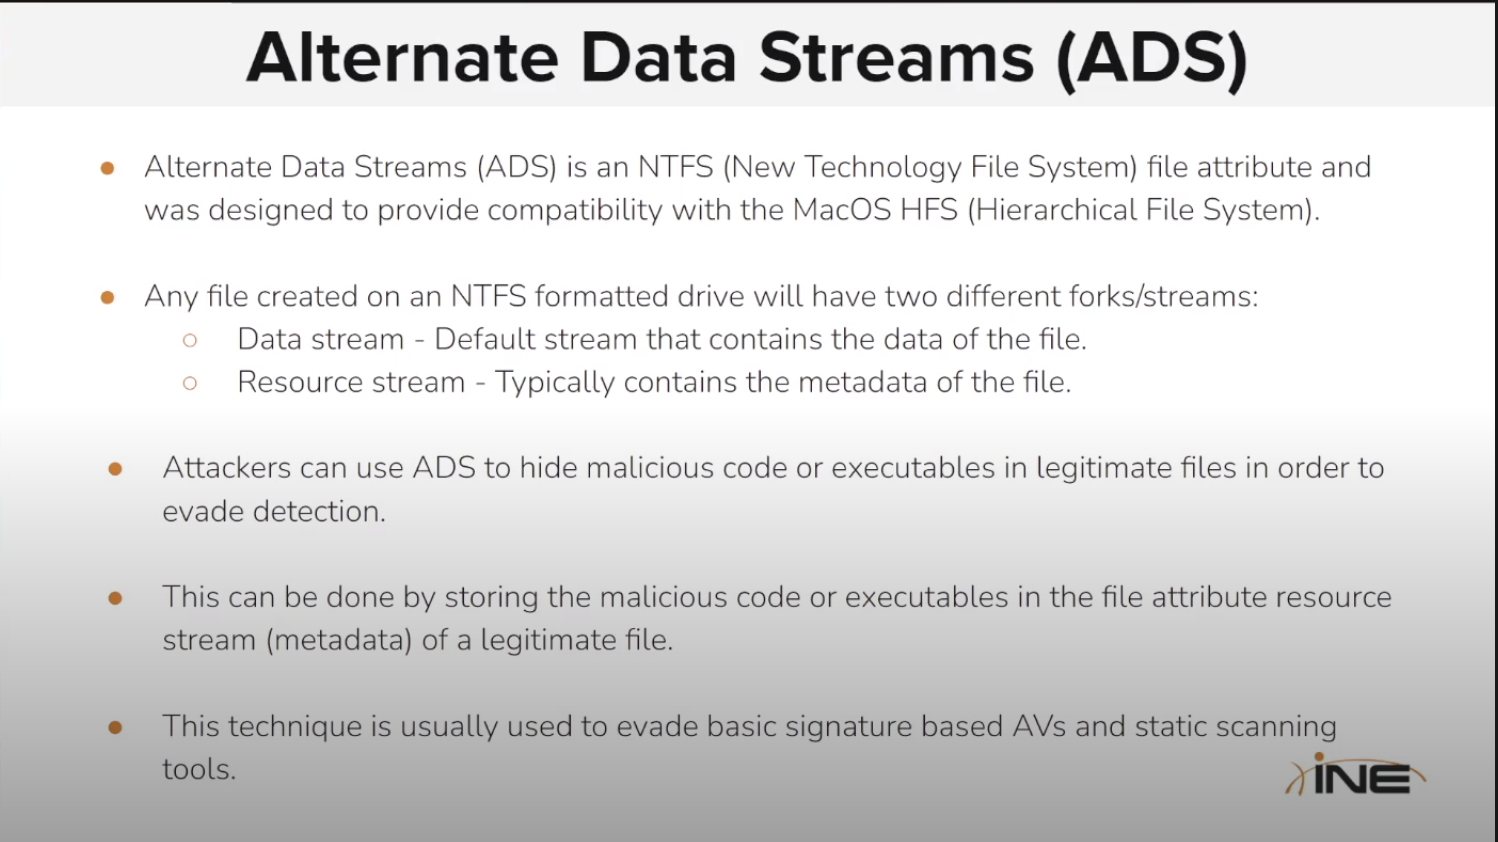 Alternate Data Streams (ADS)
● Alternate Data Streams (ADS) is an NTFS (New Technology File System) file attribute and
was designed to provide compatibility with the MacOS HFS (Hierarchical File System).
● Any file created on an NTFS formatted drive will have two different forks/streams:
○ Data stream - Default stream that contains the data of the file.
○ Resource stream - Typically contains the metadata of the file.
● Attackers can use ADS to hide malicious code or executables in legitimate files in order to
evade detection.
● This can be done by storing the malicious code or executables in the file attribute resource
stream (metadata) of a legitimate file.
● This technique is usually used to evade basic signature based AVs and static scanning
tools.
iNE